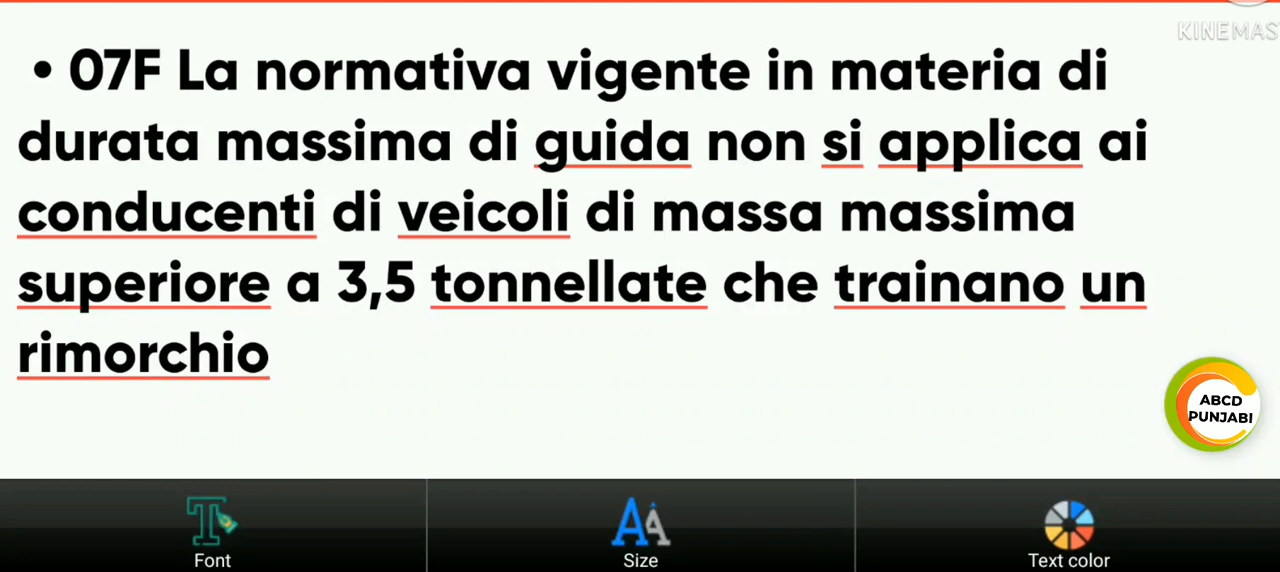 KINEMAS
• 07F La normativa vigente in materia di
durata massima di guida non si applica ai
conducenti di veicoli di massa massima
superiore a 3,5 tonnellate che trainano un
rimorchio
ABCD
PUNJABI
Font
Size
Text color